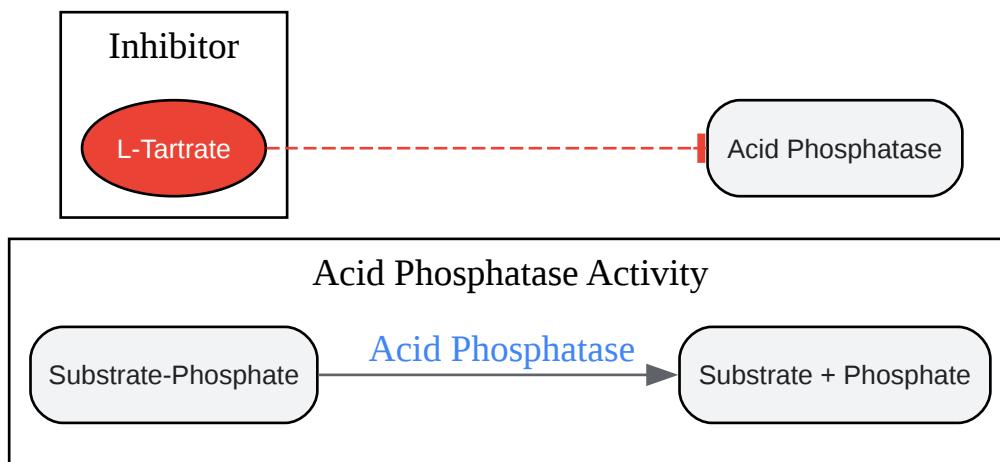 Inhibitor
L-Tartrate
Acid Phosphatase
Acid Phosphatase Activity
Acid Phosphatase
Substrate-Phosphate
Substrate + Phosphate